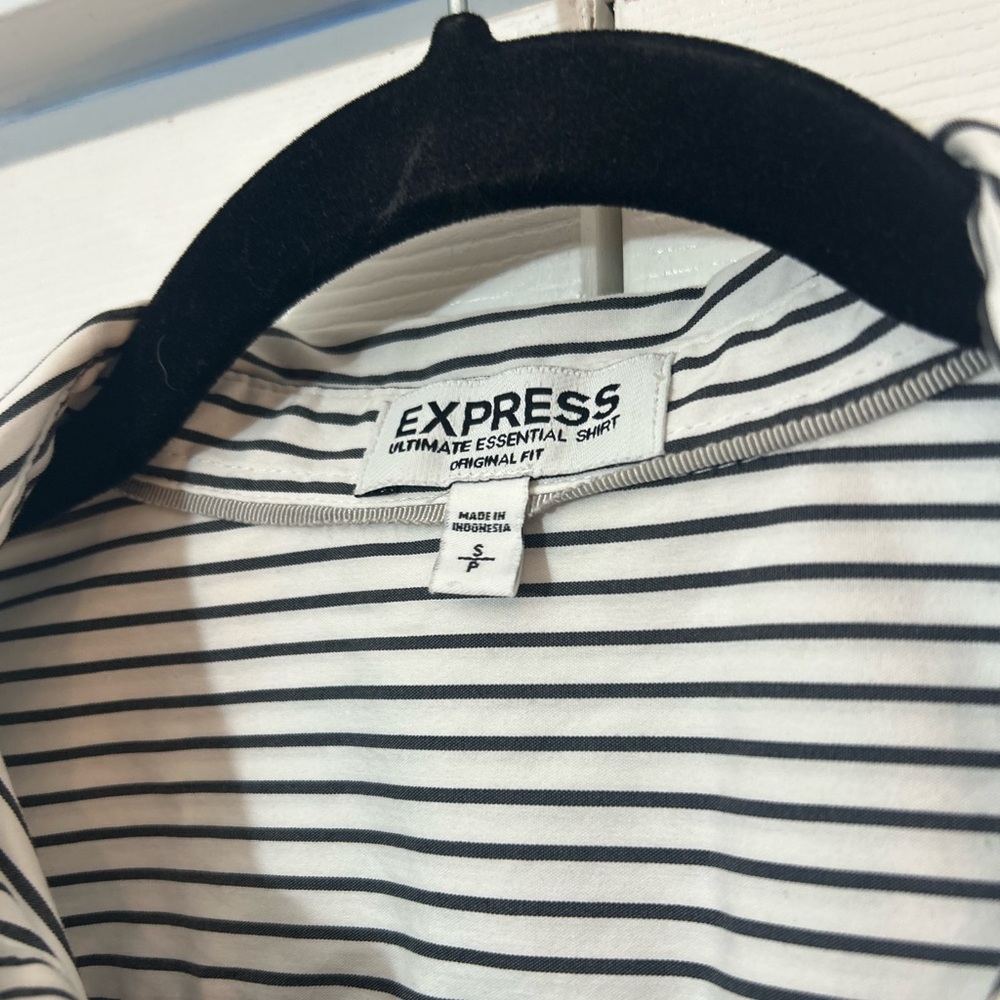 EXPRESS
ULTIMATE ESSENTIAL SHIRT
ORIGINAL FIT
MADE IN
INDONESIA
S
P